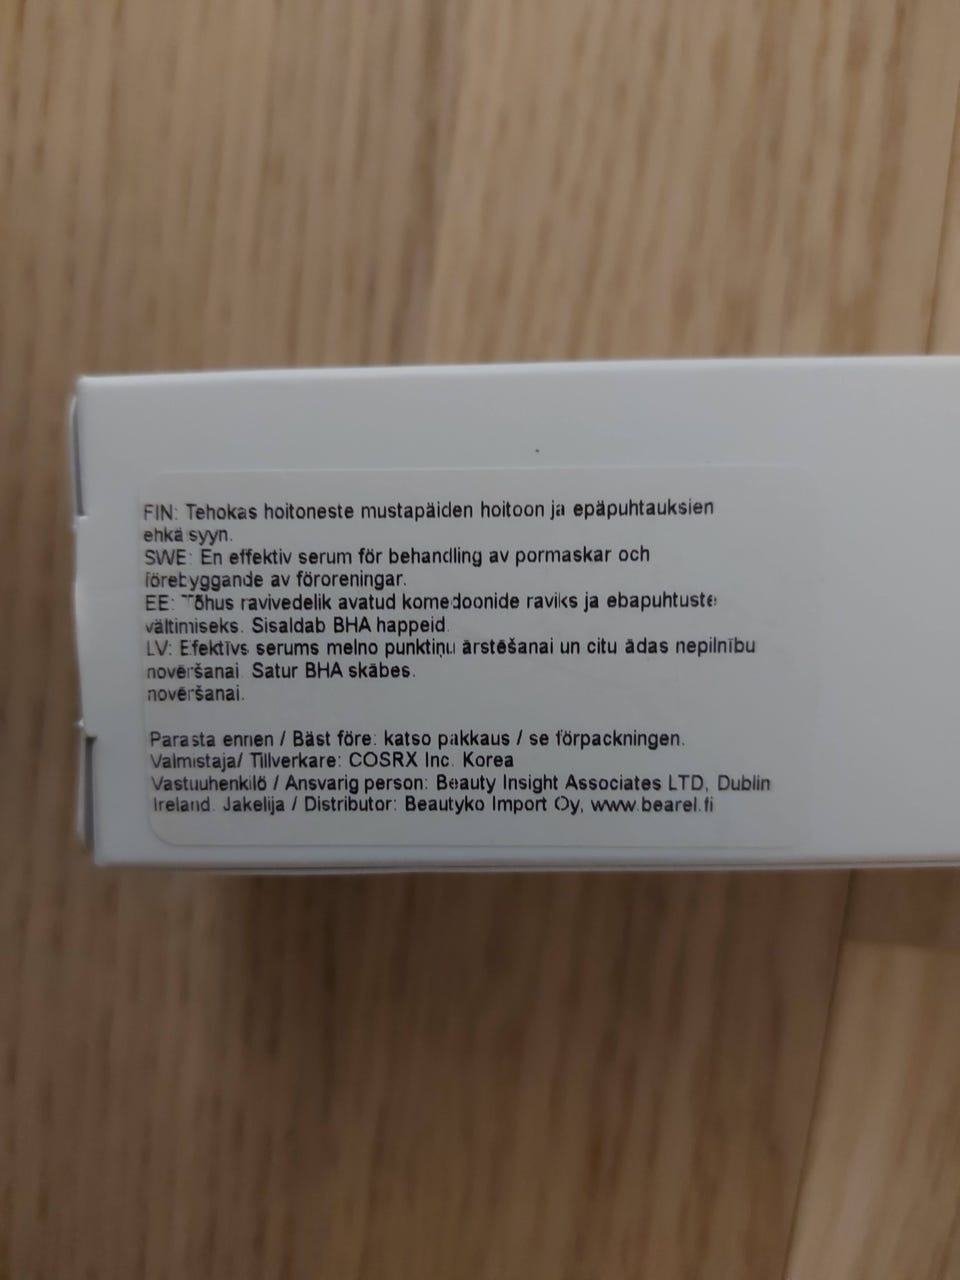 FIN: Tehokas hoitoneste mustapäiden hoitoon ja epäpuhtauksien
ehkä syyn.
SWE: En effektiv serum för behandling av pormaskar och
förebyggande av föroreningar.
EE: Tõhus ravivedelik avatud komedoonide raviks ja ebapuhtuste
vältimiseks. Sisaldab BHA happeid.
LV: Efektīvs serums melno punktiņu ārstēšanai un citu ādas nepilnību
novēršanai. Satur BHA skābes.
novēršanai.
Parasta ennen / Bäst före: katso pakkaus / se förpackningen.
Valmistaja/ Tillverkare: COSRX Inc. Korea
Vastuuhenkilö / Ansvarig person: Beauty Insight Associates LTD, Dublin
Ireland. Jakelija / Distributor: Beautyko Import Oy, www.bearel.fi